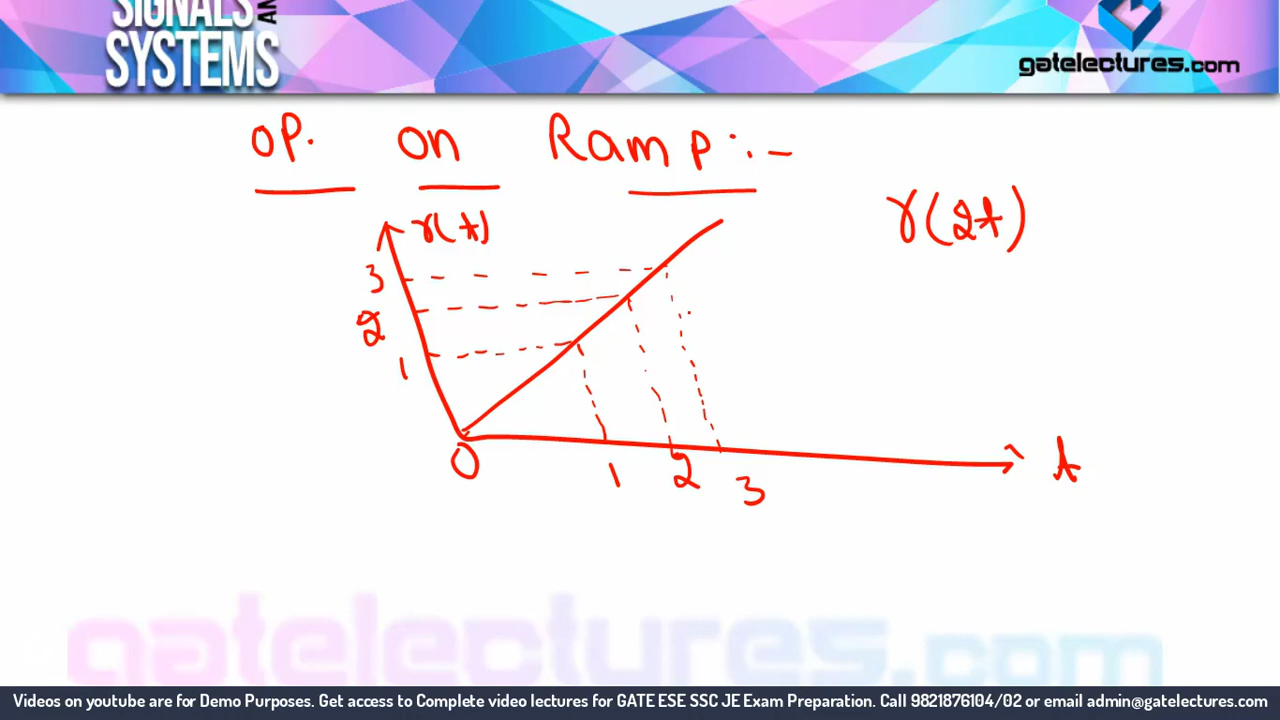 SIGNALS AND
SYSTEMS
gatelectures.com
OP. on Ramp :-
r(t)
r(2t)
3
2
1
0
1
2
3
t
gatelectures.com
Videos on youtube are for Demo Purposes. Get access to Complete video lectures for GATE ESE SSC JE Exam Preparation. Call 9821876104/02 or email admin@gatelectures.com